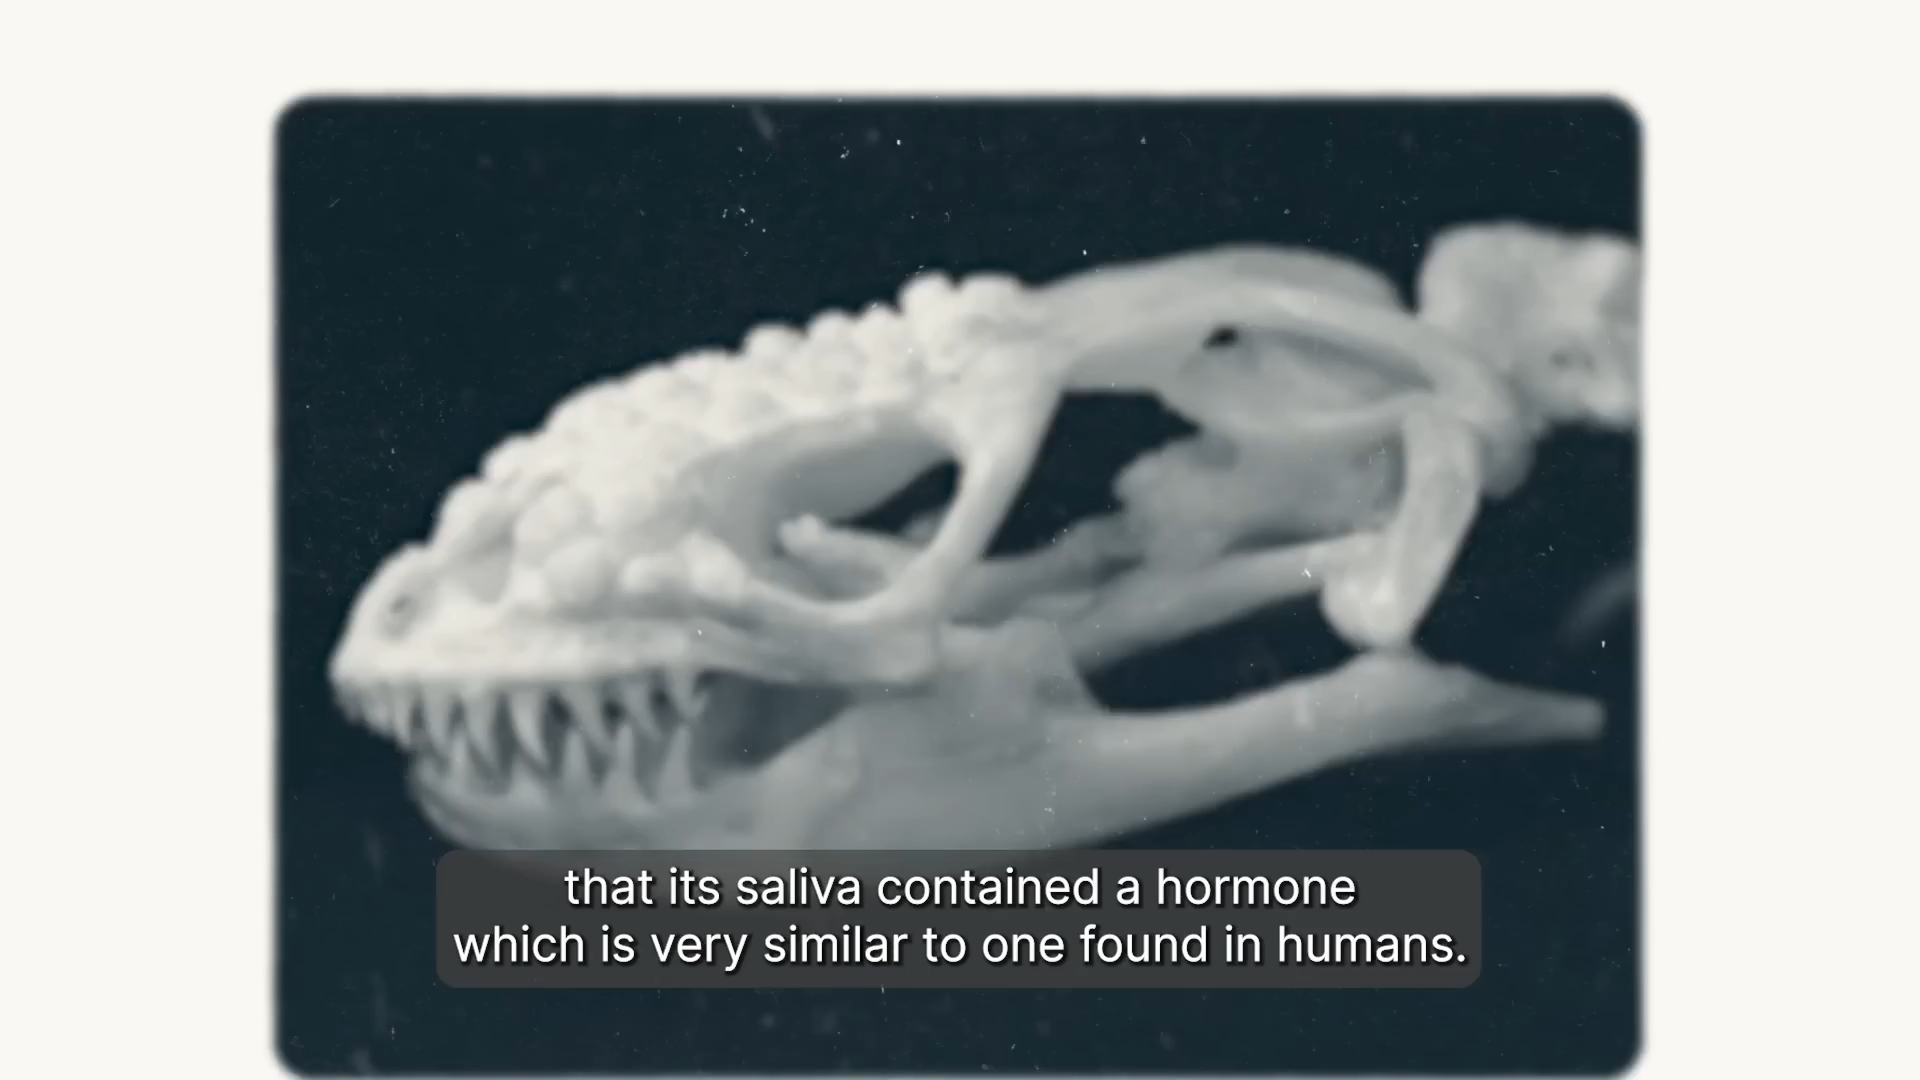 that its saliva contained a hormone
which is very similar to one found in humans.